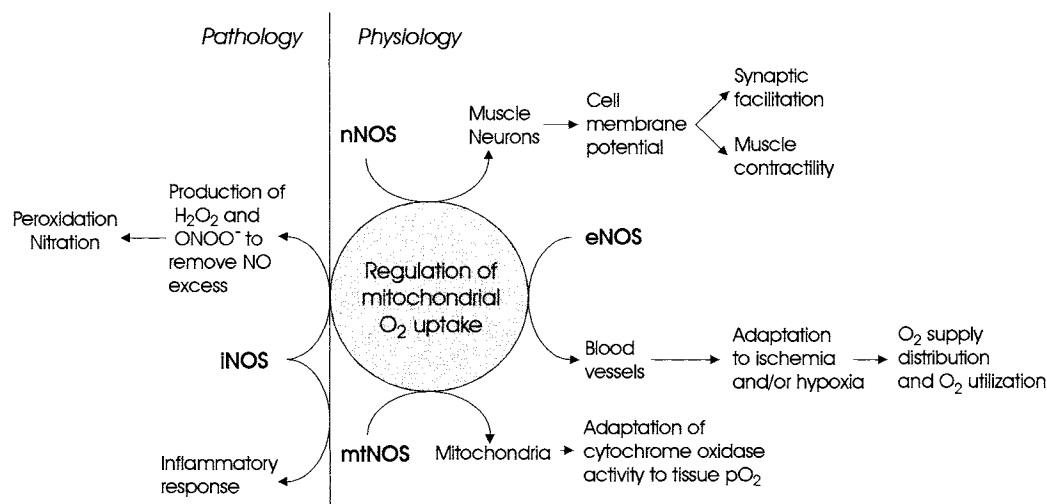 Pathology
Physiology
nNOS
Muscle
Neurons
Cell
membrane
potential
Synaptic
facilitation
Muscle
contractility
Peroxidation
Nitration
Production of
H₂O₂ and
ONOO⁻ to
remove NO
excess
Regulation of
mitochondrial
O₂ uptake
eNOS
iNOS
Blood
vessels
Adaptation
to ischemia
and/or hypoxia
O₂ supply
distribution
and O₂ utilization
Inflammatory
response
mtNOS
Mitochondria
Adaptation of
cytochrome oxidase
activity to tissue pO₂